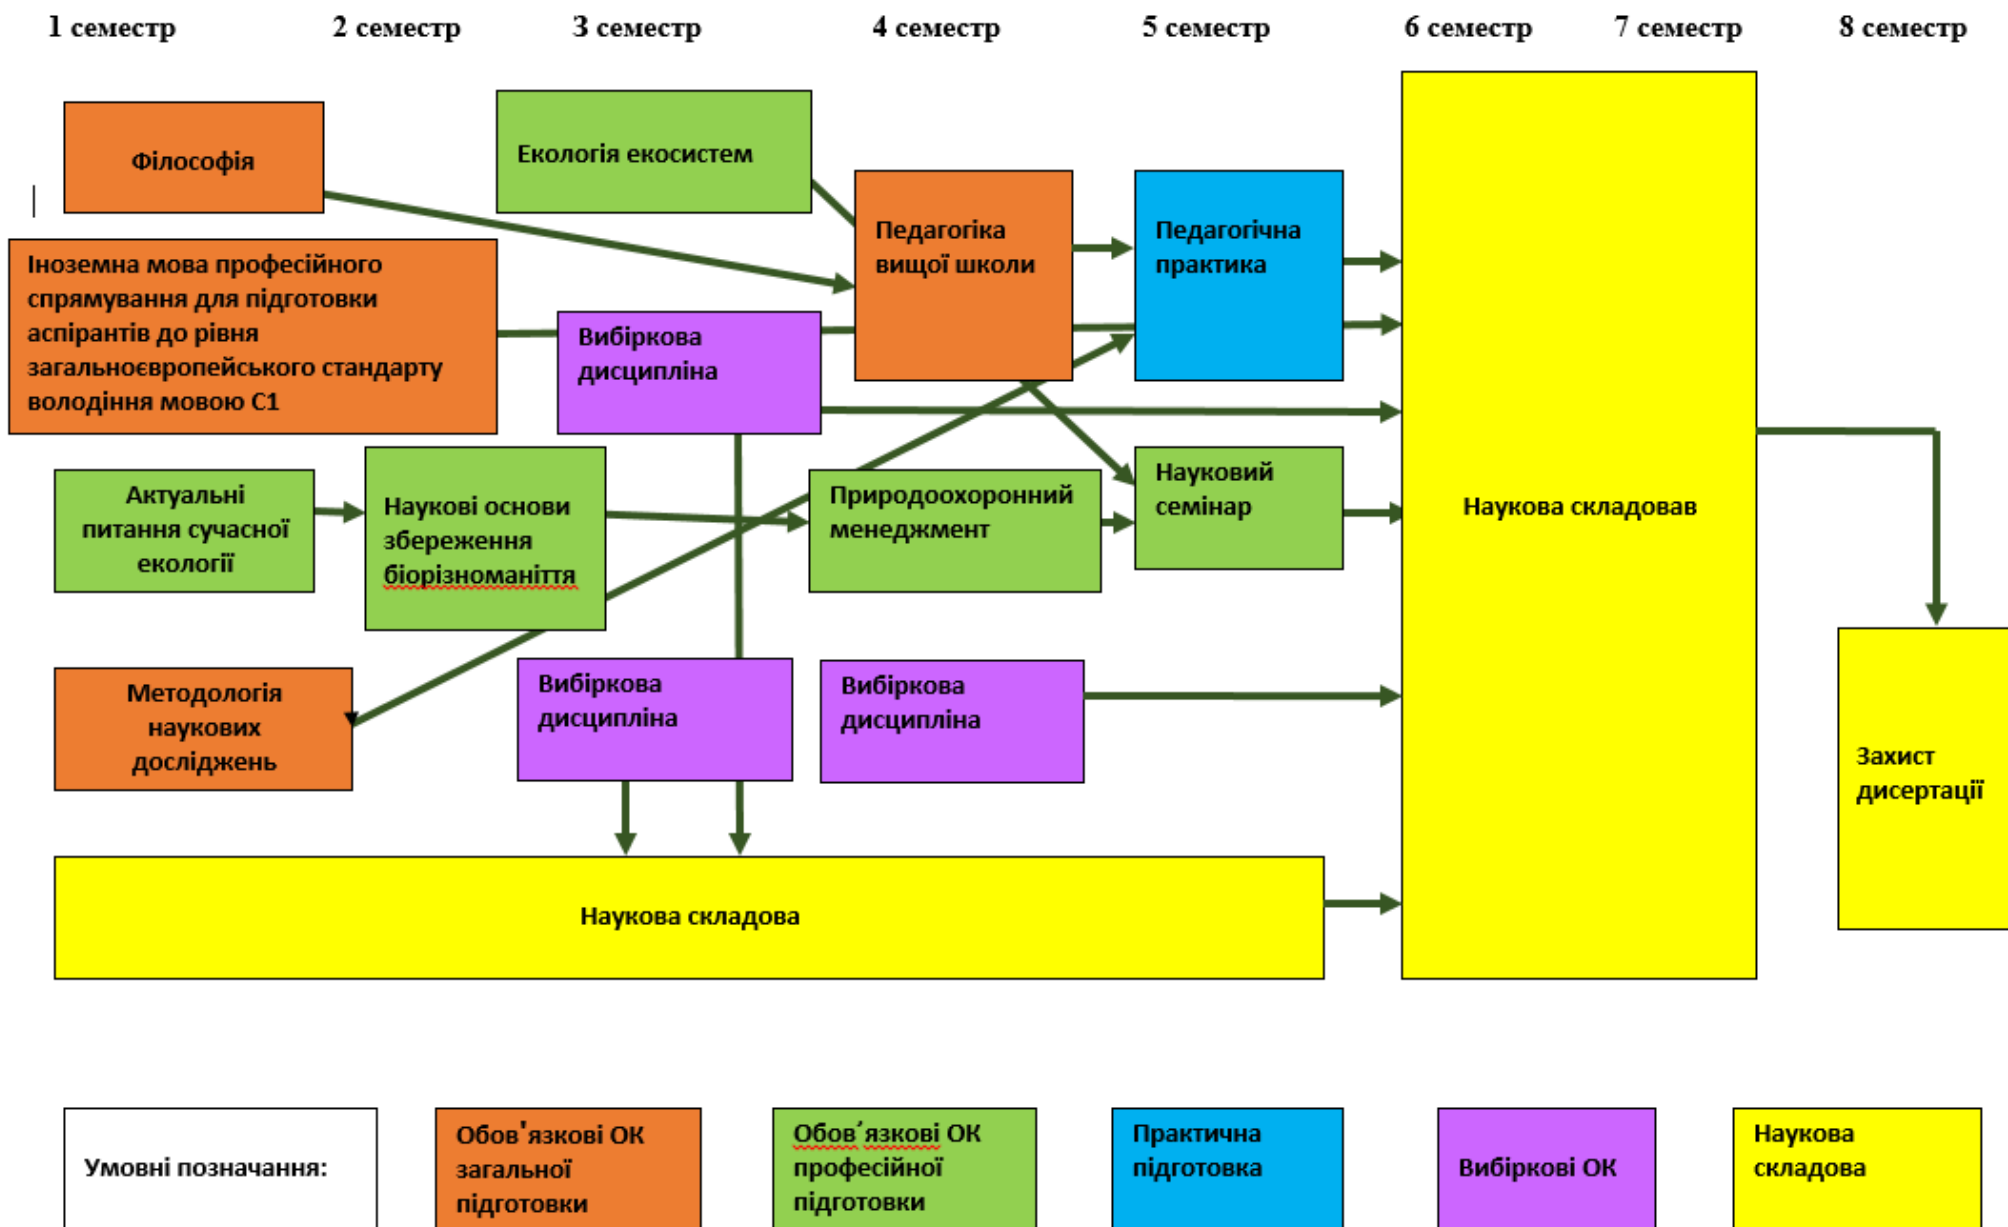 1 семестр
2 семестр
3 семестр
4 семестр
5 семестр
6 семестр
7 семестр
8 семестр
Філософія
Екологія екосистем
Педагогіка
вищої школи
Педагогічна
практика
Іноземна мова професійного
спрямування для підготовки
аспірантів до рівня
загальноєвропейського стандарту
володіння мовою С1
Вибіркова
дисципліна
Актуальні
питання сучасної
екології
Наукові основи
збереження
біорізноманіття
Природоохоронний
менеджмент
Науковий
семінар
Наукова складовав
Методологія
наукових
досліджень
Вибіркова
дисципліна
Вибіркова
дисципліна
Захист
дисертації
Наукова складова
Умовні позначання:
Обов'язкові ОК
загальної
підготовки
Обов´язкові ОК
професійної
підготовки
Практична
підготовка
Вибіркові ОК
Наукова
складова